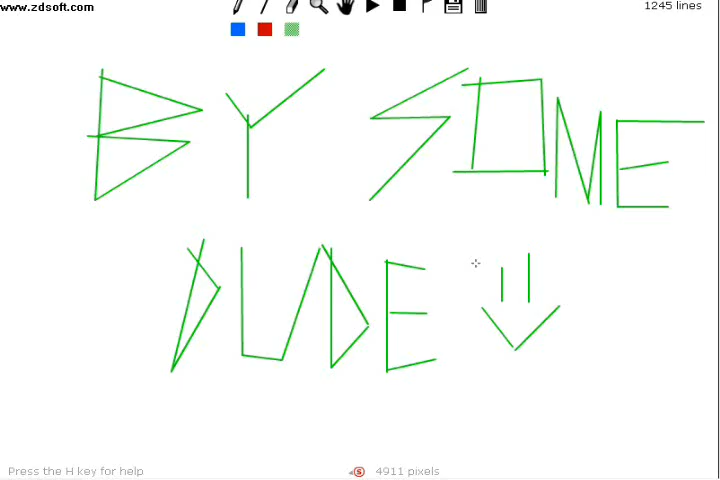 www.zdsoft.com
1245 lines
BY SOME
DUDE
Press the H key for help
4911 pixels